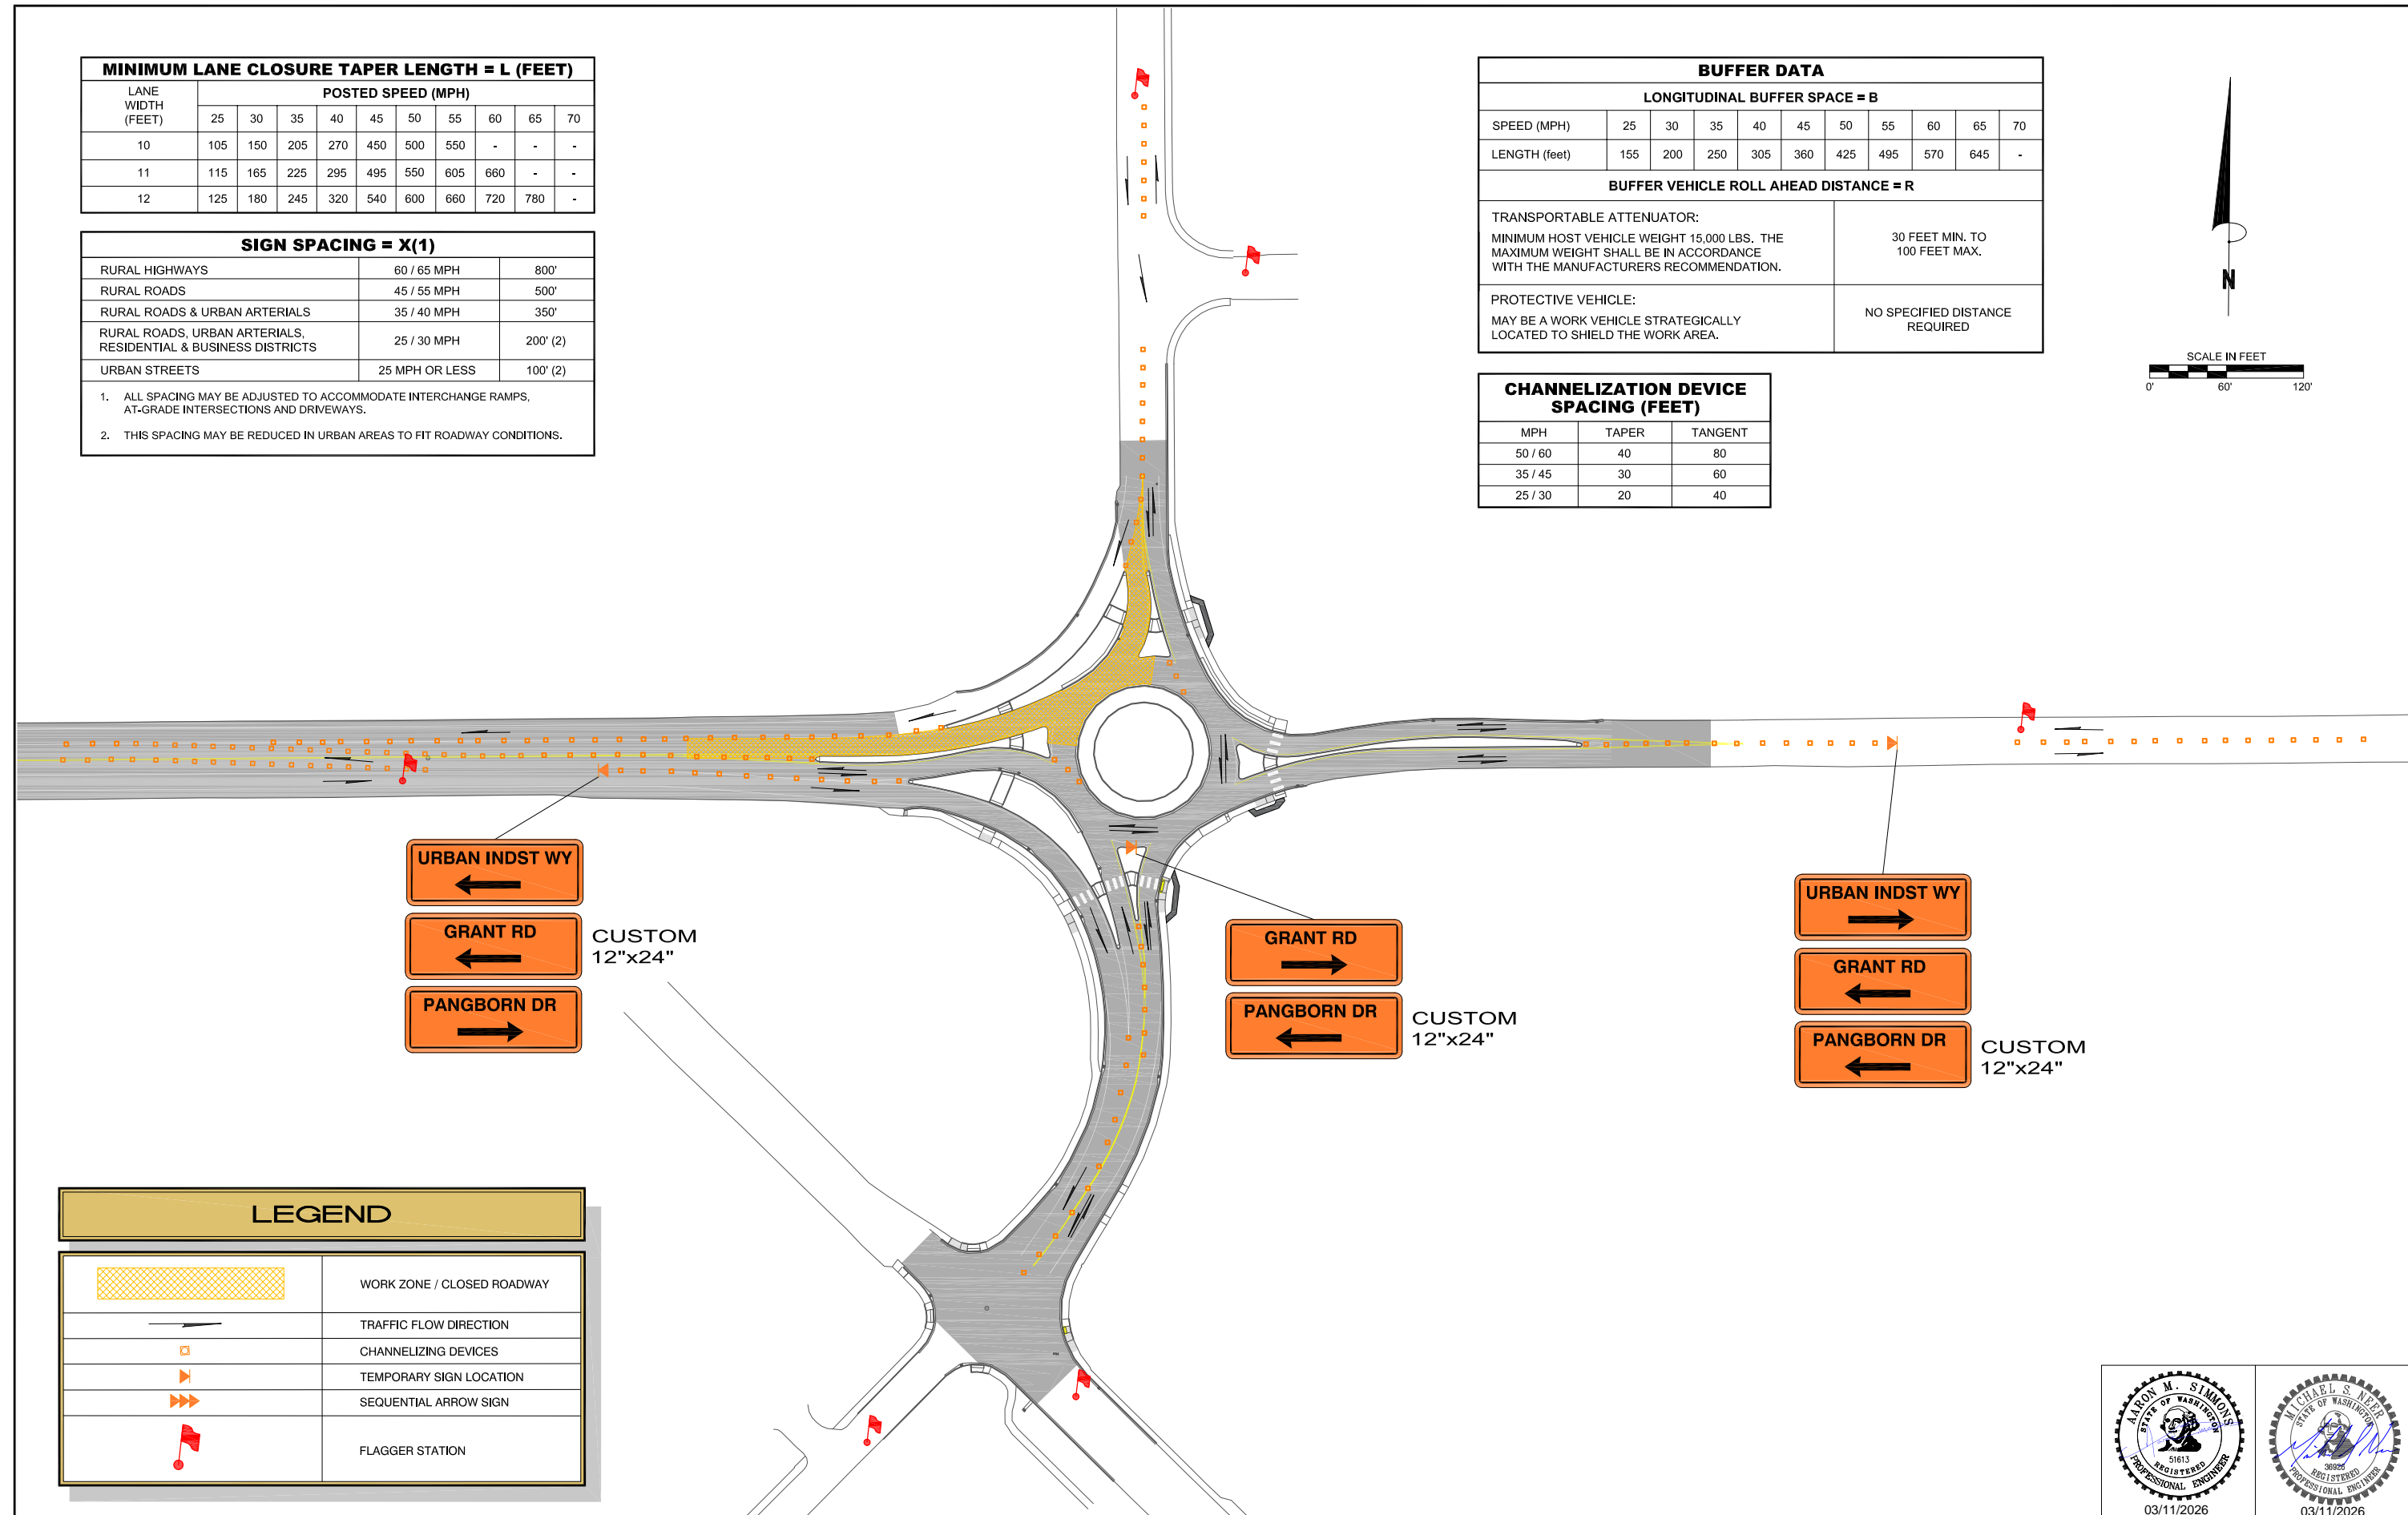 MINIMUM LANE CLOSURE TAPER LENGTH = L (FEET)
LANE WIDTH (FEET) POSTED SPEED (MPH)
25 30 35 40 45 50 55 60 65 70
10 105 150 205 270 450 500 550 - - -
11 115 165 225 295 495 550 605 660 - -
12 125 180 245 320 540 600 660 720 780 -
SIGN SPACING = X(1)
RURAL HIGHWAYS 60 / 65 MPH 800'
RURAL ROADS 45 / 55 MPH 500'
RURAL ROADS & URBAN ARTERIALS 35 / 40 MPH 350'
RURAL ROADS, URBAN ARTERIALS,
RESIDENTIAL & BUSINESS DISTRICTS 25 / 30 MPH 200' (2)
URBAN STREETS 25 MPH OR LESS 100' (2)
1. ALL SPACING MAY BE ADJUSTED TO ACCOMMODATE INTERCHANGE RAMPS,
AT-GRADE INTERSECTIONS AND DRIVEWAYS.
2. THIS SPACING MAY BE REDUCED IN URBAN AREAS TO FIT ROADWAY CONDITIONS.
BUFFER DATA
LONGITUDINAL BUFFER SPACE = B
SPEED (MPH) 25 30 35 40 45 50 55 60 65 70
LENGTH (feet) 155 200 250 305 360 425 495 570 645 -
BUFFER VEHICLE ROLL AHEAD DISTANCE = R
TRANSPORTABLE ATTENUATOR:
MINIMUM HOST VEHICLE WEIGHT 15,000 LBS. THE
MAXIMUM WEIGHT SHALL BE IN ACCORDANCE
WITH THE MANUFACTURERS RECOMMENDATION.
30 FEET MIN. TO
100 FEET MAX.
PROTECTIVE VEHICLE:
MAY BE A WORK VEHICLE STRATEGICALLY
LOCATED TO SHIELD THE WORK AREA.
NO SPECIFIED DISTANCE
REQUIRED
CHANNELIZATION DEVICE
SPACING (FEET)
MPH TAPER TANGENT
50 / 60 40 80
35 / 45 30 60
25 / 30 20 40
N
SCALE IN FEET
0' 60' 120'
URBAN INDST WY
GRANT RD
PANGBORN DR
CUSTOM
12"x24"
GRANT RD
PANGBORN DR
CUSTOM
12"x24"
URBAN INDST WY
GRANT RD
PANGBORN DR
CUSTOM
12"x24"
LEGEND
WORK ZONE / CLOSED ROADWAY
TRAFFIC FLOW DIRECTION
CHANNELIZING DEVICES
TEMPORARY SIGN LOCATION
SEQUENTIAL ARROW SIGN
FLAGGER STATION
AARON M. SIMMONS
STATE OF WASHINGTON
51613
REGISTERED
PROFESSIONAL ENGINEER
03/11/2026
MICHAEL S. NEER
STATE OF WASHINGTON
36926
REGISTERED
PROFESSIONAL ENGINEER
03/11/2026